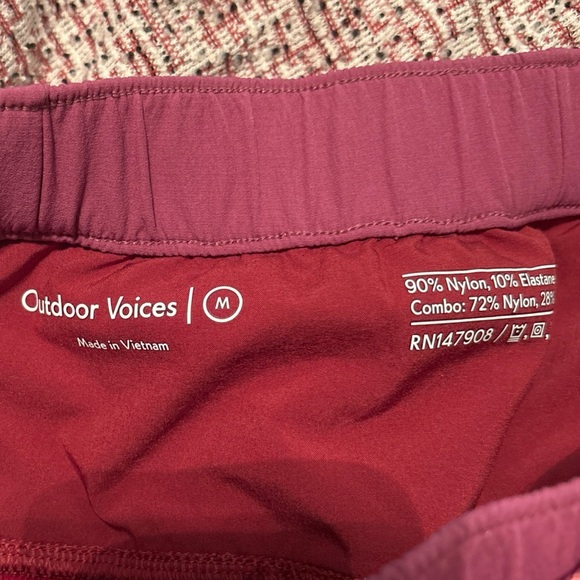 Outdoor Voices | M
Made in Vietnam
90% Nylon, 10% Elastane
Combo: 72% Nylon, 28%
RN147908 /